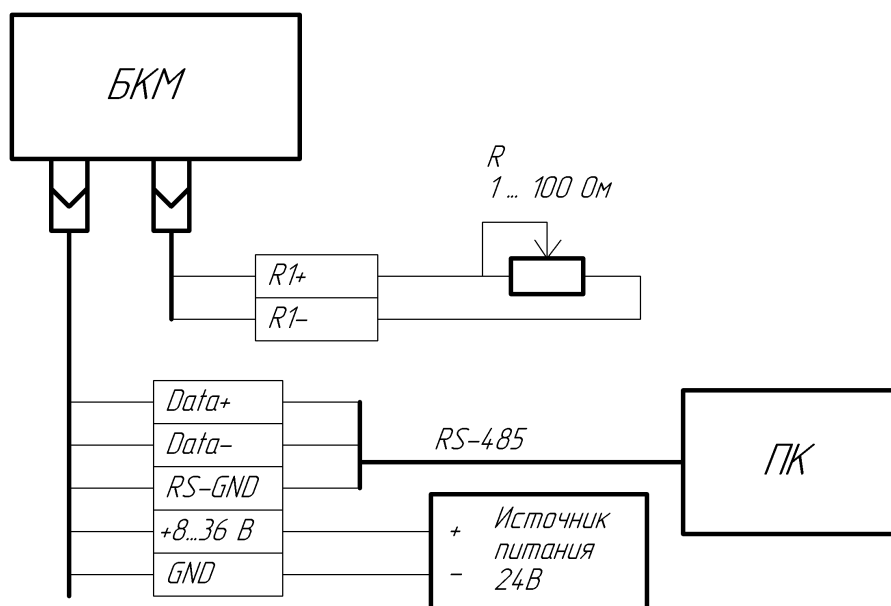 БКМ
R
1 ... 100 Ом
R1+
R1-
Data+
Data-
RS-GND
+8...36 В
GND
RS-485
ПК
+ Источник
питания
- 24В